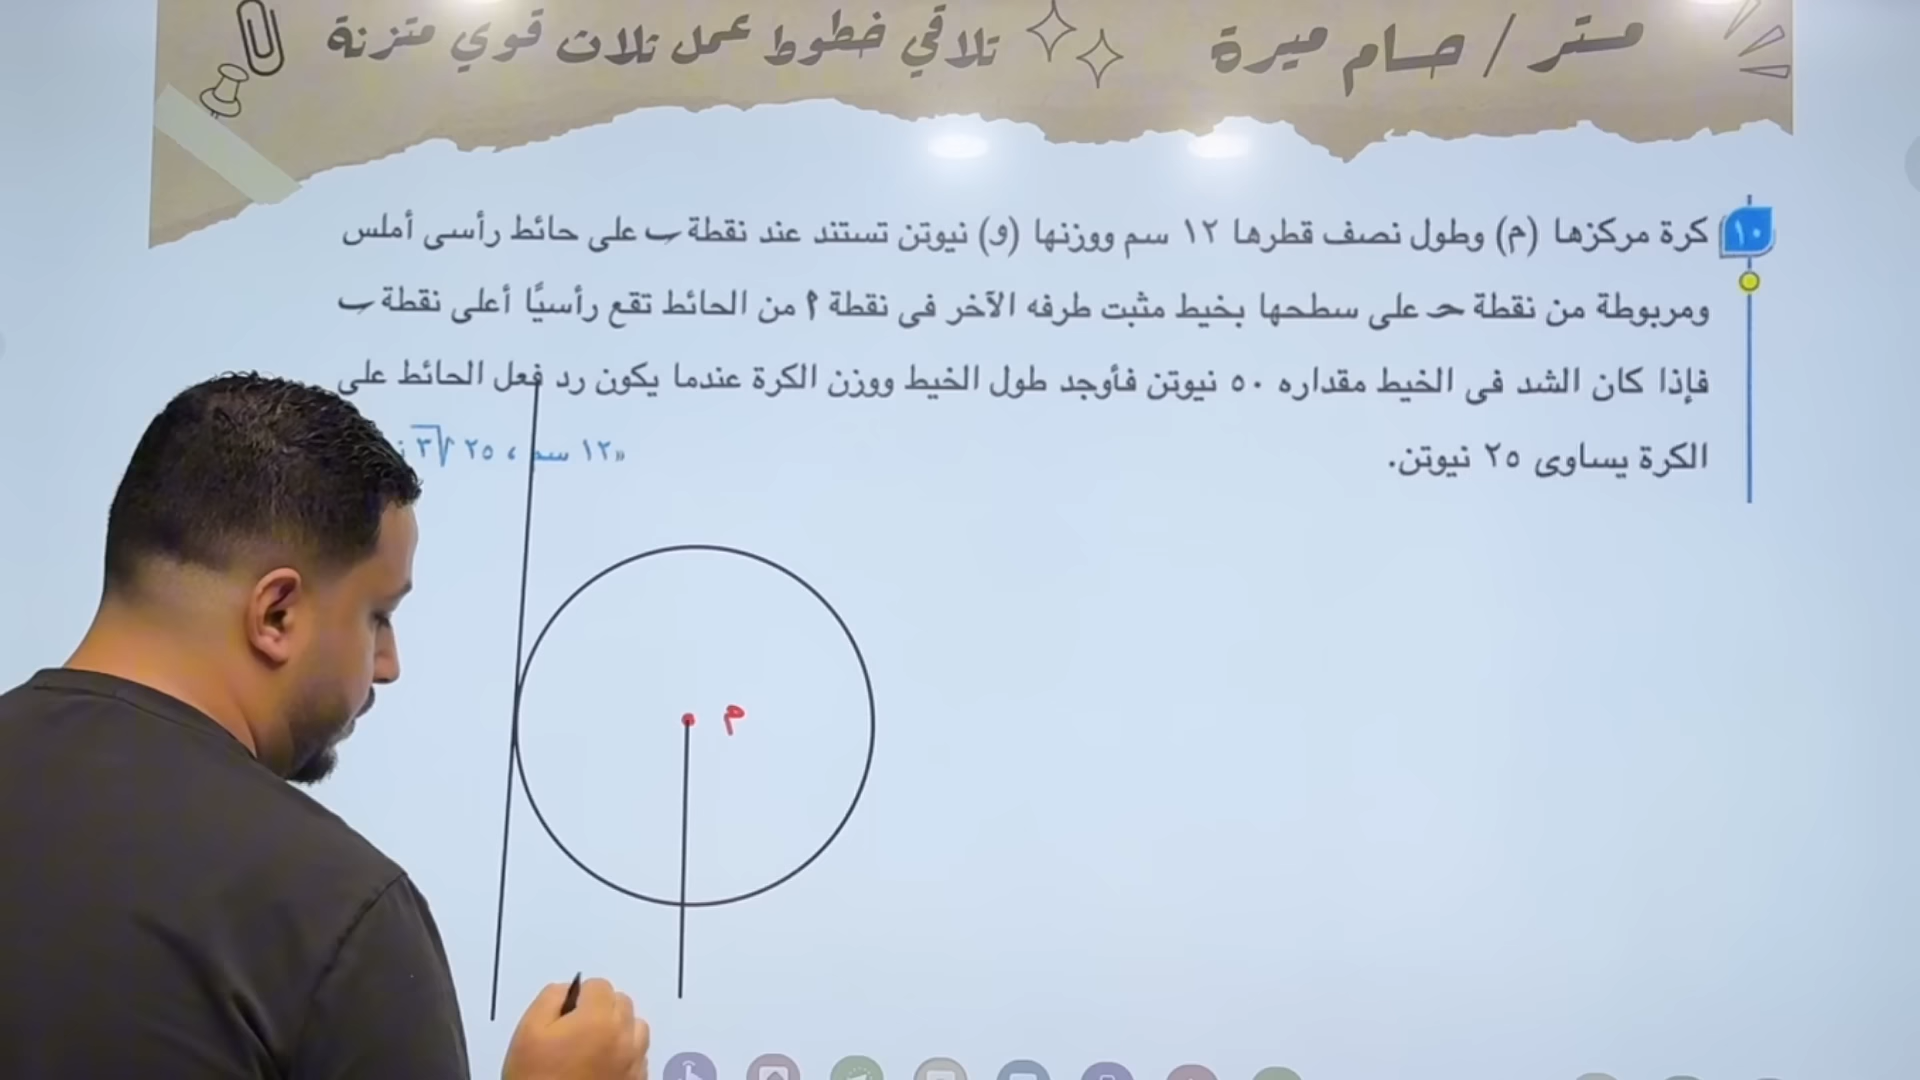 مستر / حسام ميرة تلاقي خطوط عمل تلات قوي متزنة
١٠ كرة مركزها (م) وطول نصف قطرها ١٢ سم ووزنها (و) نيوتن تستند عند نقطة ب على حائط رأسى أملس
ومربوطة من نقطة حـ على سطحها بخيط مثبت طرفه الآخر فى نقطة ٩ من الحائط تقع رأسيًا أعلى نقطة ب
فإذا كان الشد فى الخيط مقداره ٥٠ نيوتن فأوجد طول الخيط ووزن الكرة عندما يكون رد فعل الحائط على
الكرة يساوى ٢٥ نيوتن. «١٢ سم ، ٢٥ √٣
م